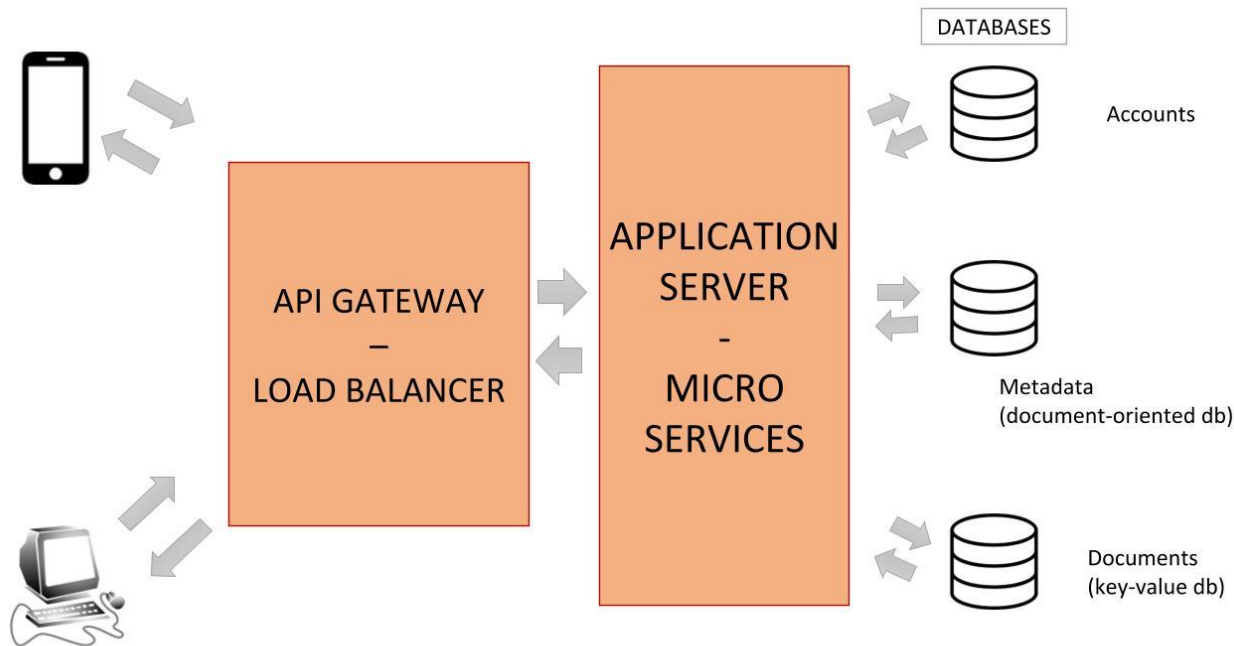 DATABASES
Accounts
API GATEWAY
–
LOAD BALANCER
APPLICATION
SERVER
-
MICRO
SERVICES
Metadata
(document-oriented db)
Documents
(key-value db)